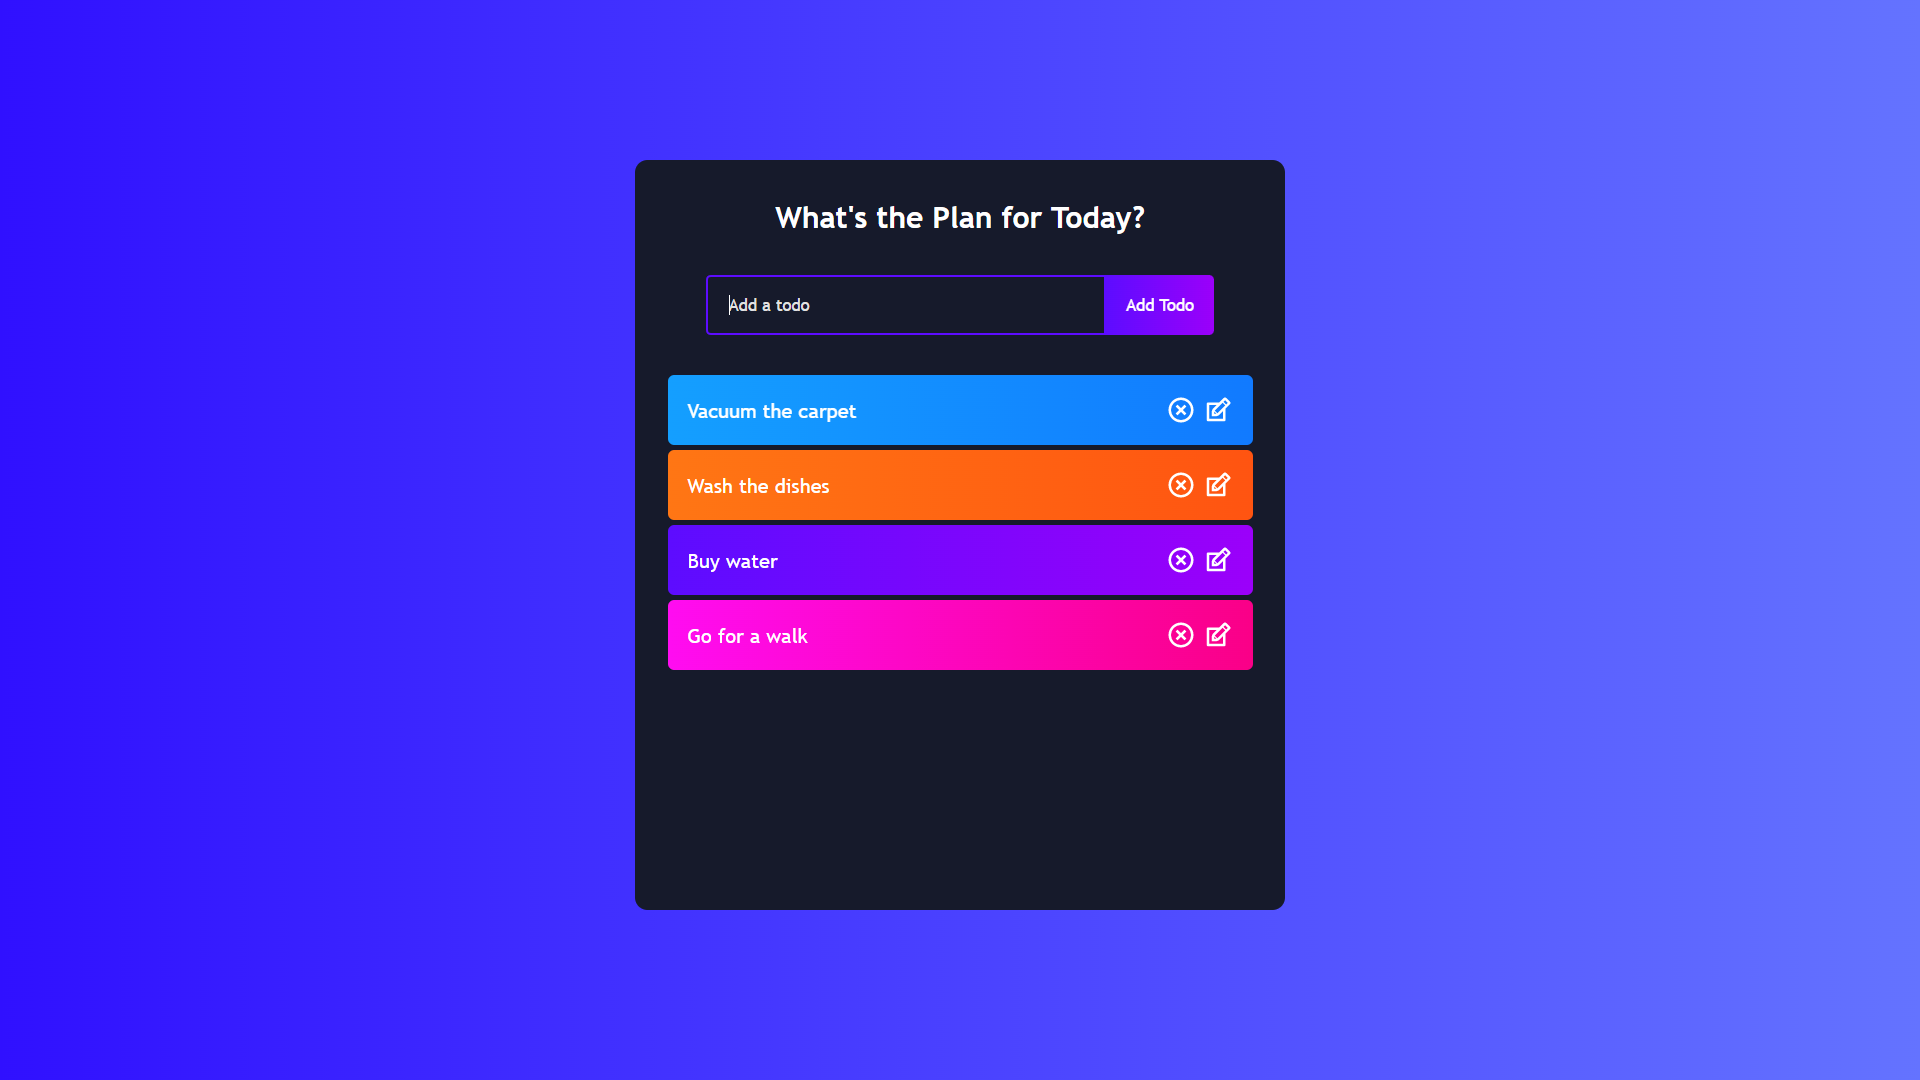 What's the Plan for Today?
Add a todo
Add Todo
Vacuum the carpet
Wash the dishes
Buy water
Go for a walk